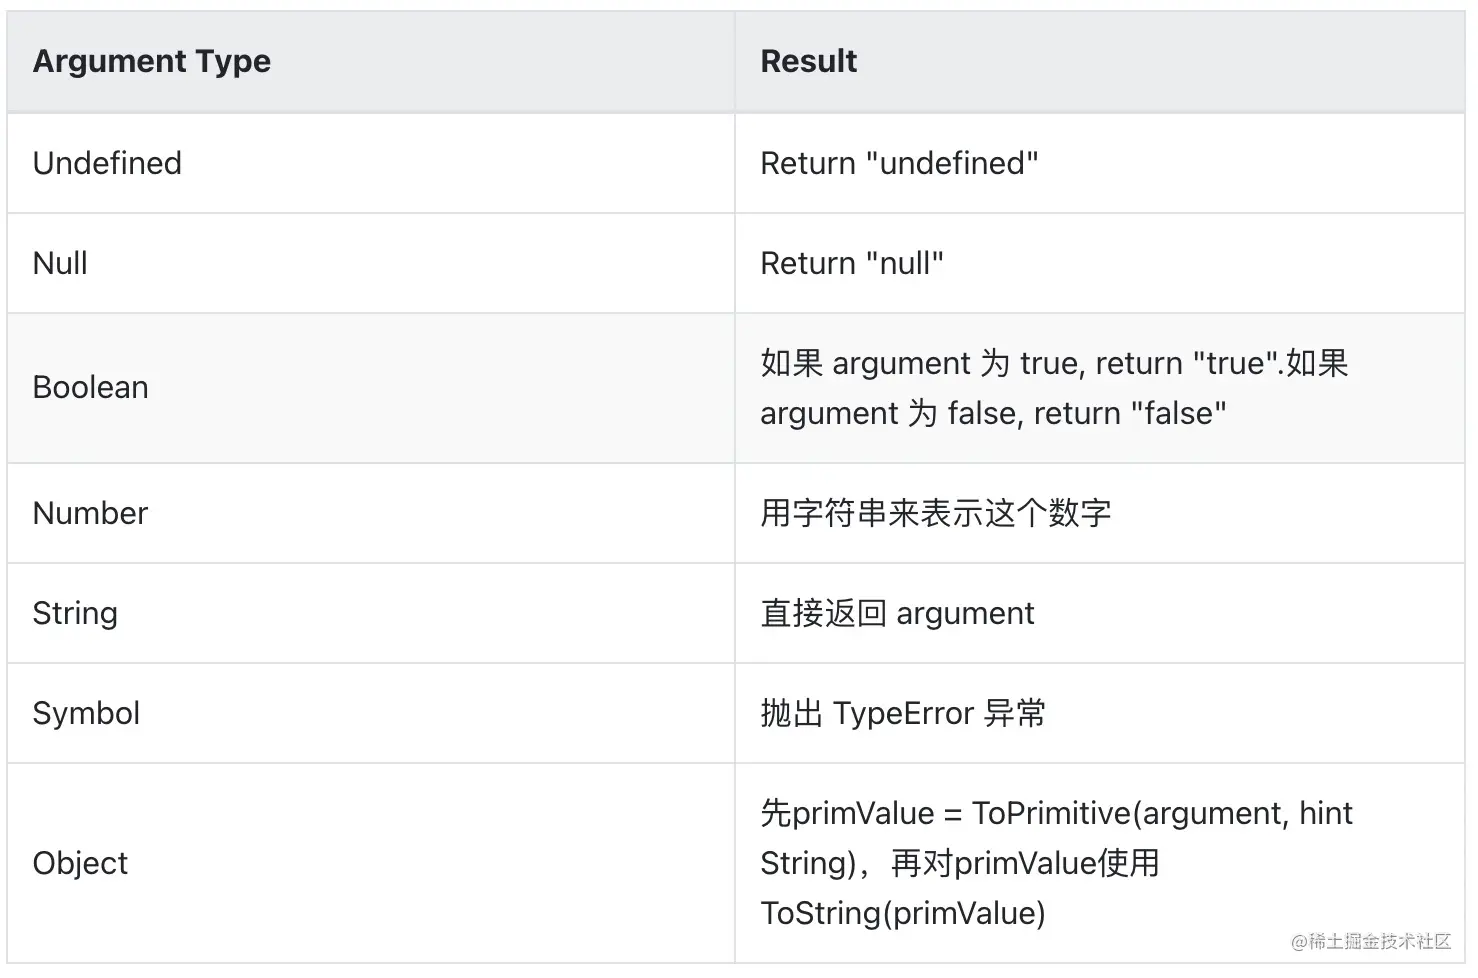 Argument Type
Result
Undefined
Return "undefined"
Null
Return "null"
Boolean
如果 argument 为 true, return "true".如果
argument 为 false, return "false"
Number
用字符串来表示这个数字
String
直接返回 argument
Symbol
抛出 TypeError 异常
Object
先primValue = ToPrimitive(argument, hint
String)，再对primValue使用
ToString(primValue)
@稀土掘金技术社区